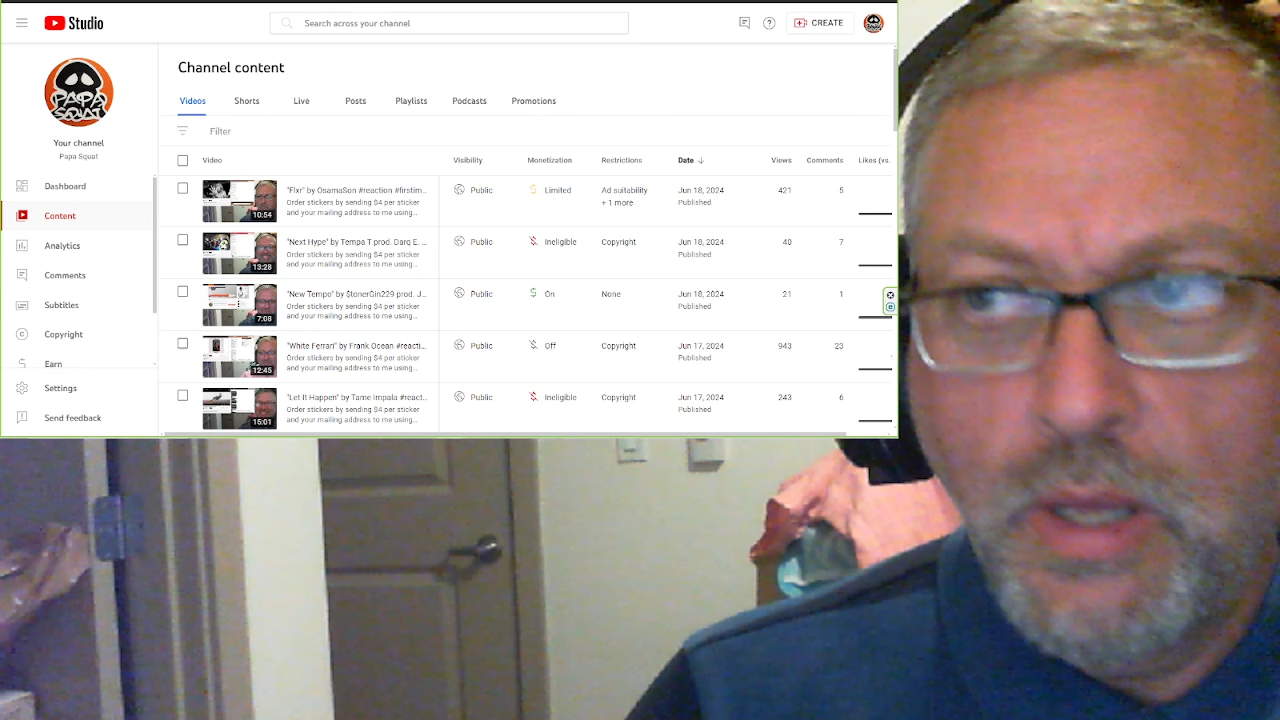 Studio
Search across your channel
CREATE
PAPA
SQUAT
Your channel
Papa Squat
Dashboard
Content
Analytics
Comments
Subtitles
Copyright
Earn
Settings
Send feedback
Channel content
Videos Shorts Live Posts Playlists Podcasts Promotions
Filter
Video Visibility Monetization Restrictions Date Views Comments Likes (vs.
"Fixr" by OsamaSon #reaction #firstim... Public Limited Ad suitability Jun 18, 2024 421 5
Order stickers by sending $4 per sticker + 1 more Published
and your mailing address to me using...
10:54
"Next Hype" by Tempa T prod. Darq E. ... Public Ineligible Copyright Jun 18, 2024 40 7
Order stickers by sending $4 per sticker Published
and your mailing address to me using...
13:28
"New Tempo" by $tonerGin229 prod. J... Public On None Jun 18, 2024 21 1
Order stickers by sending $4 per sticker Published
and your mailing address to me using...
7:08
"White Ferrari" by Frank Ocean #reacti... Public Off Copyright Jun 17, 2024 943 23
Order stickers by sending $4 per sticker Published
and your mailing address to me using...
12:45
"Let It Happen" by Tame Impala #react... Public Ineligible Copyright Jun 17, 2024 243 6
Order stickers by sending $4 per sticker Published
and your mailing address to me using...
15:01